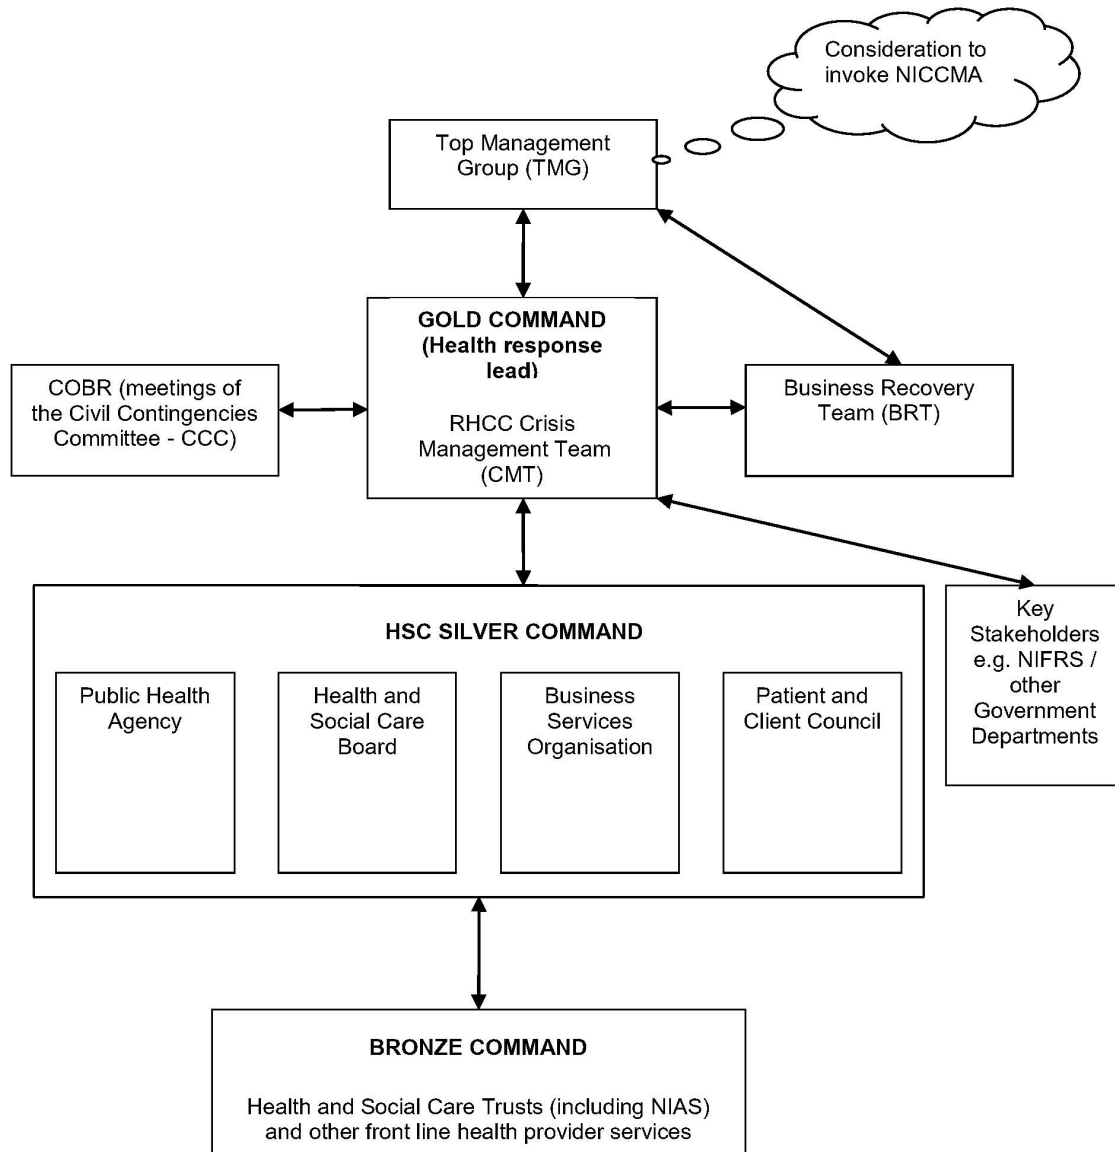 Consideration to
invoke NICCMA
Top Management
Group (TMG)
GOLD COMMAND
(Health response
lead)
RHCC Crisis
Management Team
(CMT)
COBR (meetings of
the Civil Contingencies
Committee - CCC)
Business Recovery
Team (BRT)
HSC SILVER COMMAND
Public Health
Agency
Health and
Social Care
Board
Business
Services
Organisation
Patient and
Client Council
Key
Stakeholders
e.g. NIFRS /
other
Government
Departments
BRONZE COMMAND
Health and Social Care Trusts (including NIAS)
and other front line health provider services